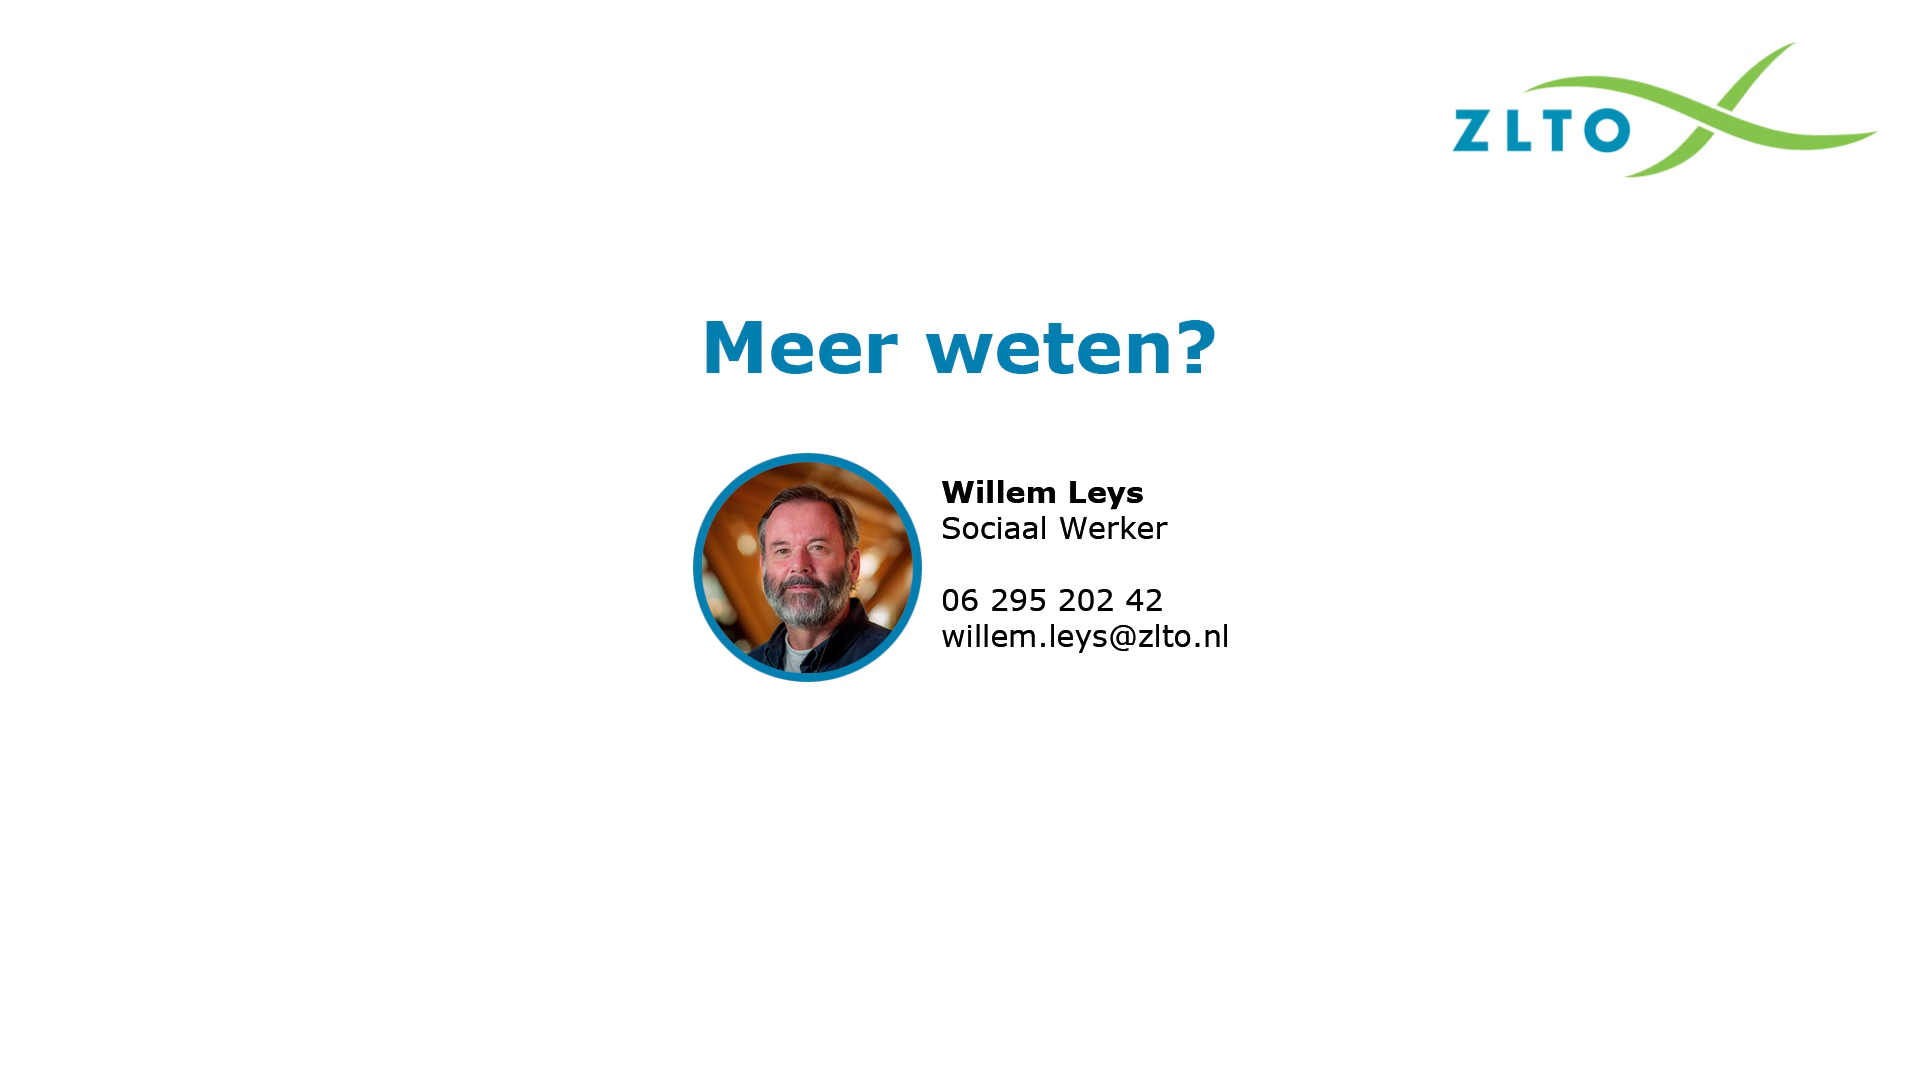 ZLTO
Meer weten?
Willem Leys
Sociaal Werker
06 295 202 42
willem.leys@zlto.nl